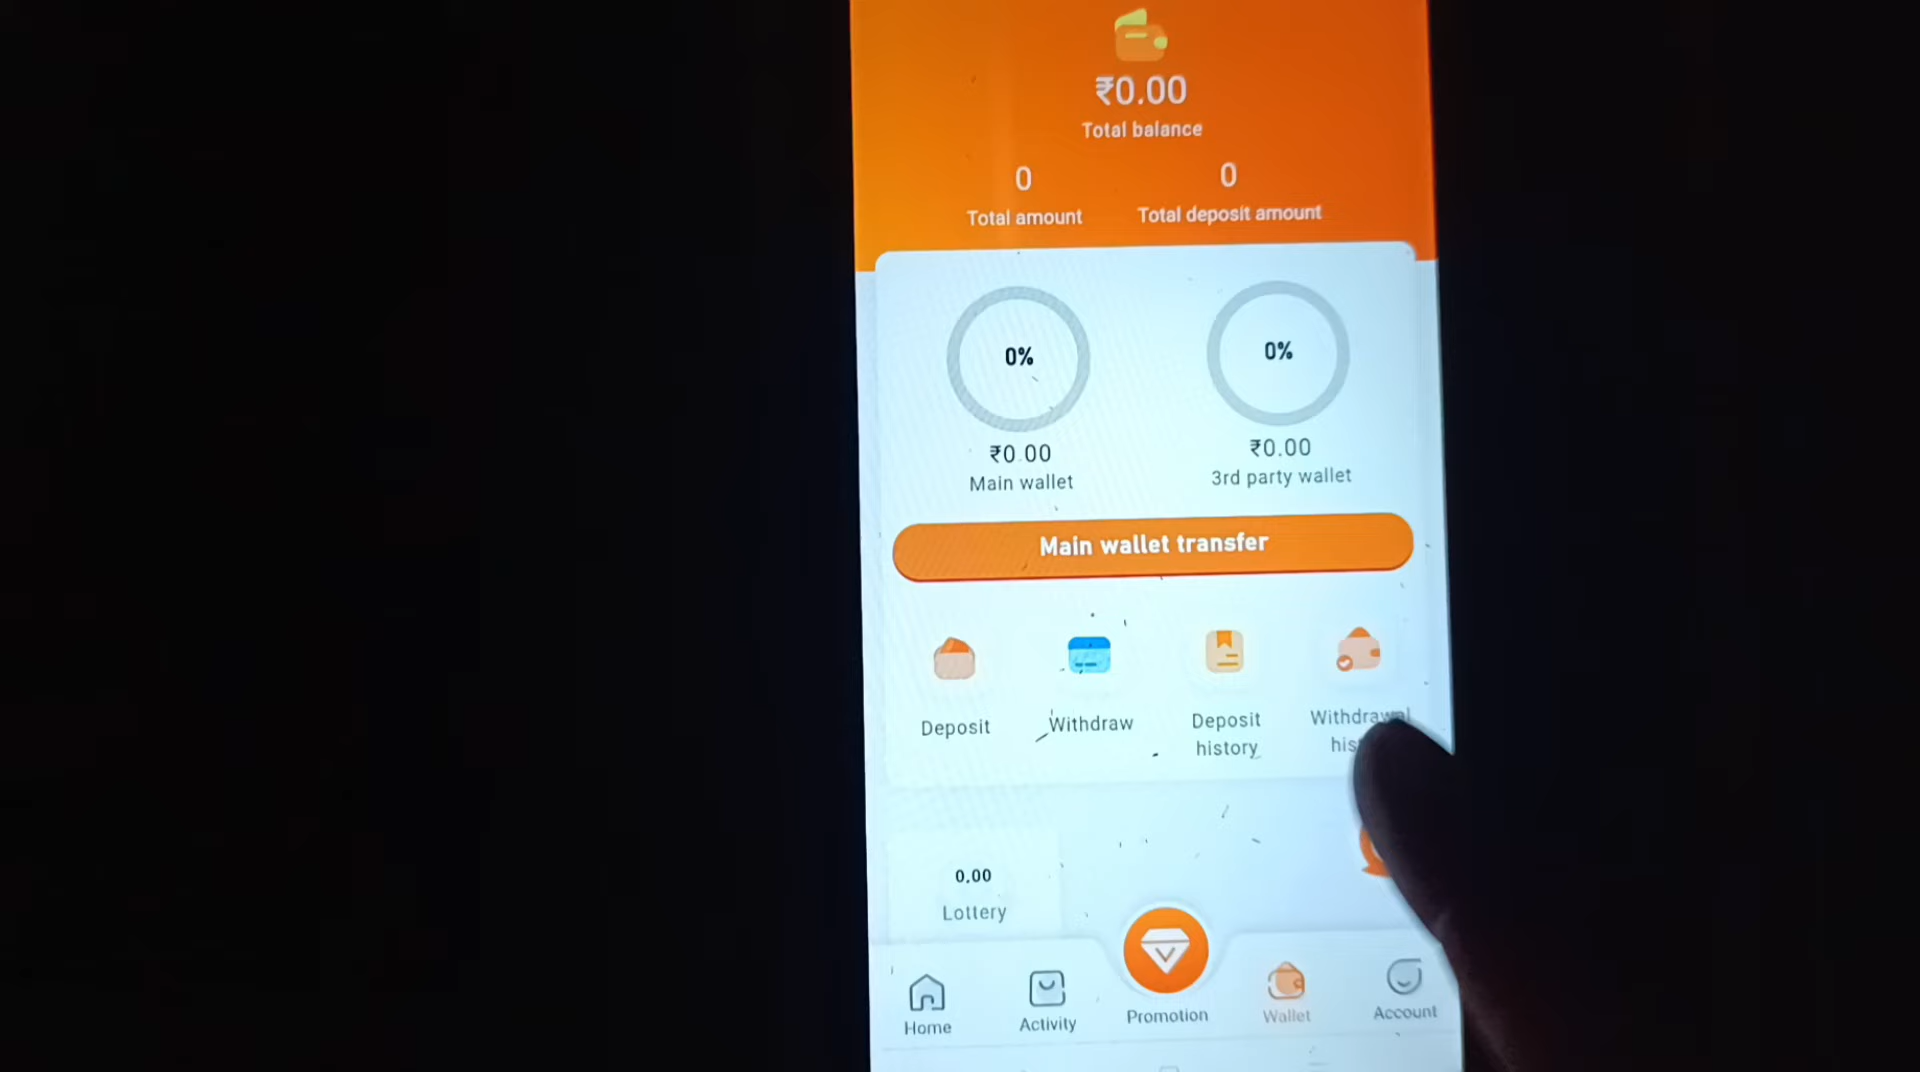 ₹0.00
Total balance
0 0
Total amount Total deposit amount
0% 0%
₹0.00 ₹0.00
Main wallet 3rd party wallet
Main wallet transfer
Deposit Withdraw Deposit history Withdrawal
0.00
Lottery
Home Activity Promotion Wallet Account